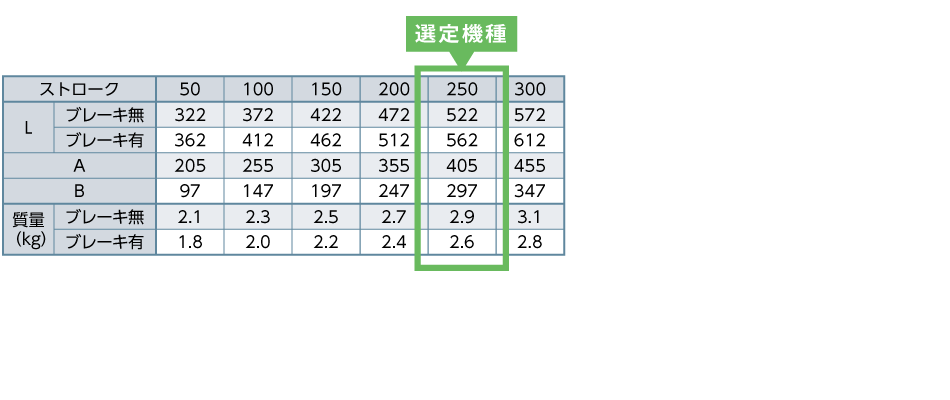 選定機種
ストローク 50 100 150 200 250 300
L ブレーキ無 322 372 422 472 522 572
ブレーキ有 362 412 462 512 562 612
A 205 255 305 355 405 455
B 97 147 197 247 297 347
質量(kg) ブレーキ無 2.1 2.3 2.5 2.7 2.9 3.1
ブレーキ有 1.8 2.0 2.2 2.4 2.6 2.8